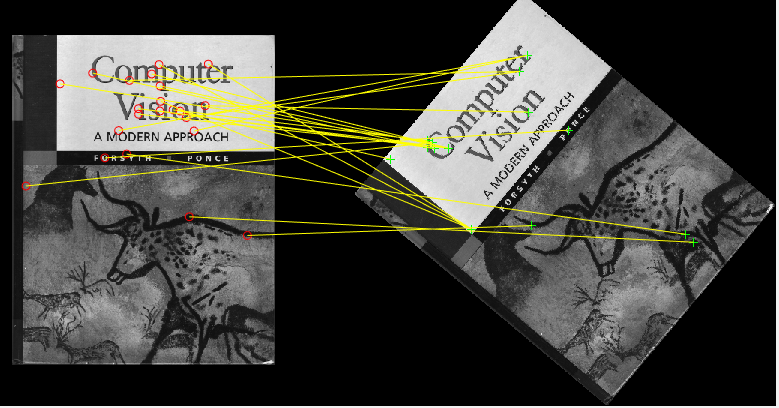 Computer
Vision
A MODERN APPROACH
FORSYTH PONCE
Computer
Vision
A MODERN APPROACH
FORSYTH PONCE